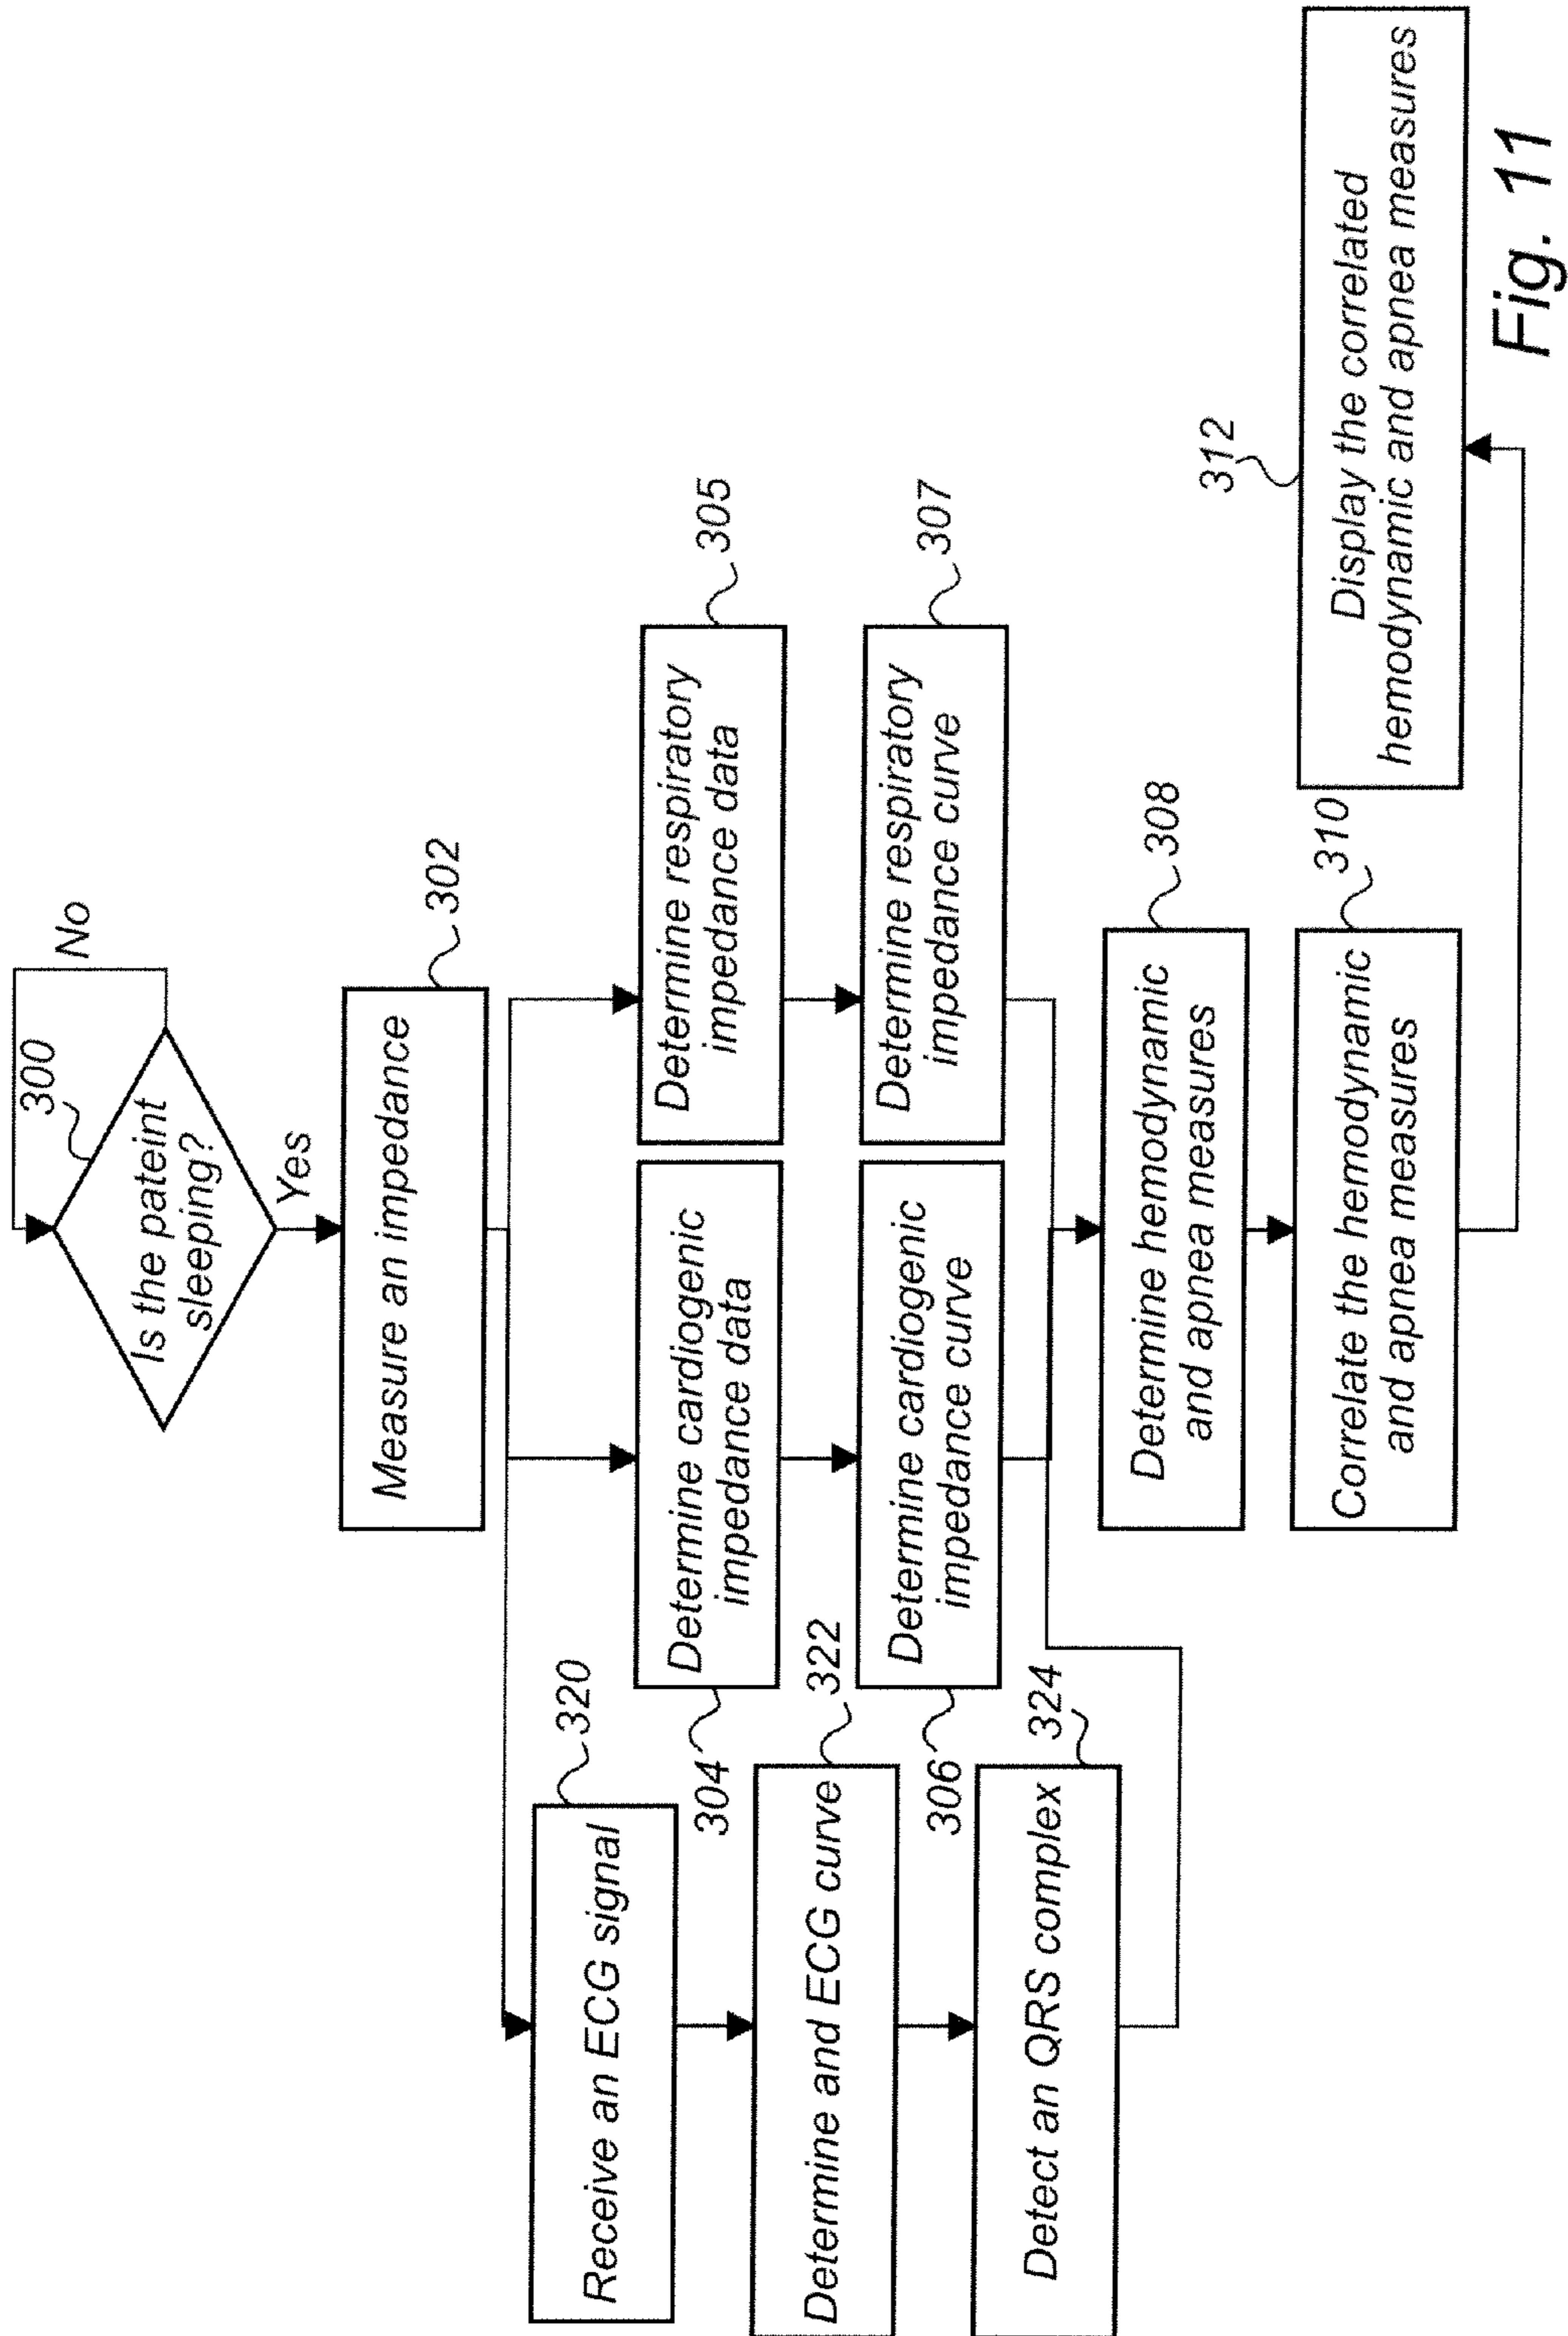 No
300
Is the pateint
sleeping?
Yes
302
Measure an impedance
320
Receive an ECG signal
304
Determine cardiogenic
impedance data
305
Determine respiratory
impedance data
322
Determine and ECG curve
306
Determine cardiogenic
impedance curve
307
Determine respiratory
impedance curve
324
Detect an QRS complex
308
Determine hemodynamic
and apnea measures
310
Correlate the hemodynamic
and apnea measures
312
Display the correlated
hemodynamic and apnea measures
Fig. 11